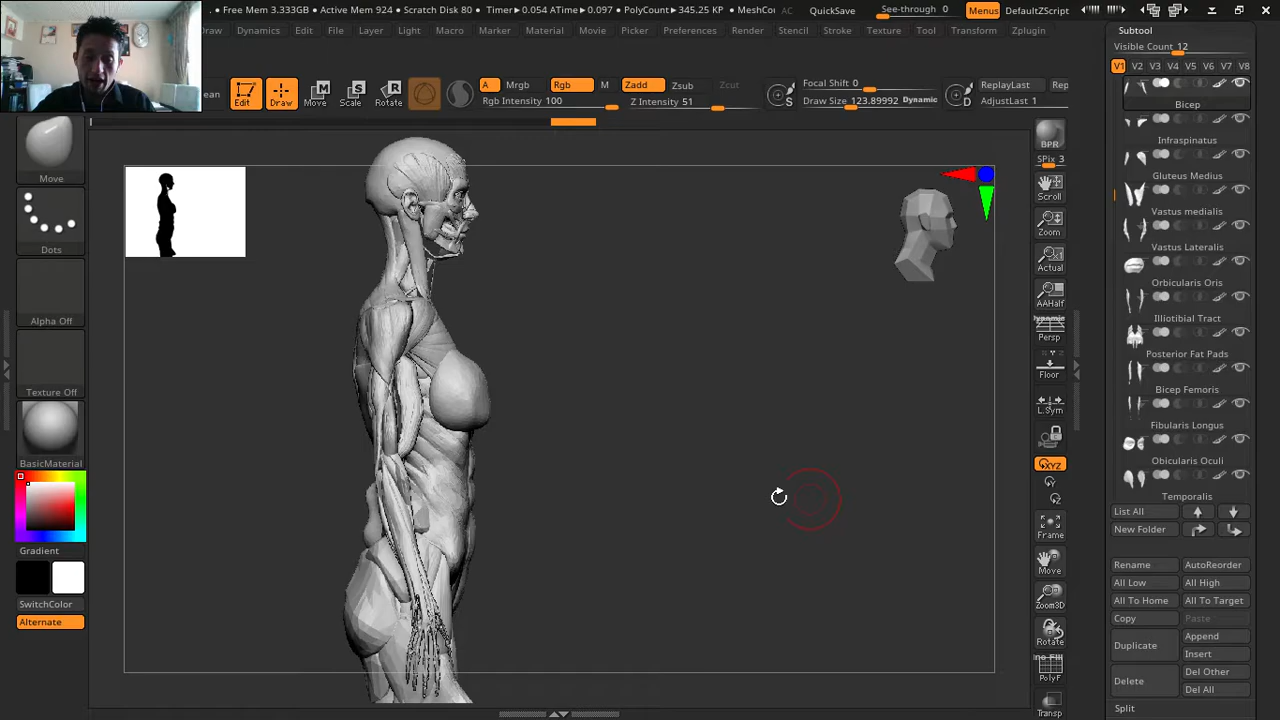 , • Free Mem 3.333GB • Active Mem 924 • Scratch Disk 80 • Timer▸0.054 ATime▸0.097 • PolyCount▸345.25 KP • MeshCou AC QuickSave See-through 0 Menus DefaultZScript
Draw Dynamics Edit File Layer Light Macro Marker Material Movie Picker Preferences Render Stencil Stroke Texture Tool Transform Zplugin
Edit Draw Move Scale Rotate
A Mrgb Rgb M Zadd Zsub Zcut
Rgb Intensity 100 Z Intensity 51
S Focal Shift 0
Draw Size 123.89992 Dynamic
D ReplayLast Rep
AdjustLast 1
Move
Dots
Alpha Off
Texture Off
BasicMaterial
Gradient
SwitchColor
Alternate
BPR
SPix 3
Scroll
Zoom
Actual
AAHalf
Dynamic
Persp
Floor
L.Sym
XYZ
Y
Z
Frame
Move
Zoom3D
Rotate
Line Fill
PolyF
Transp
Subtool
Visible Count 12
V1 V2 V3 V4 V5 V6 V7 V8
Bicep
Infraspinatus
Gluteus Medius
Vastus medialis
Vastus Lateralis
Orbicularis Oris
Illiotibial Tract
Posterior Fat Pads
Bicep Femoris
Fibularis Longus
Obicularis Oculi
Temporalis
List All
New Folder
Rename AutoReorder
All Low All High
All To Home All To Target
Copy Paste
Duplicate Append
Insert
Delete Del Other
Del All
Split